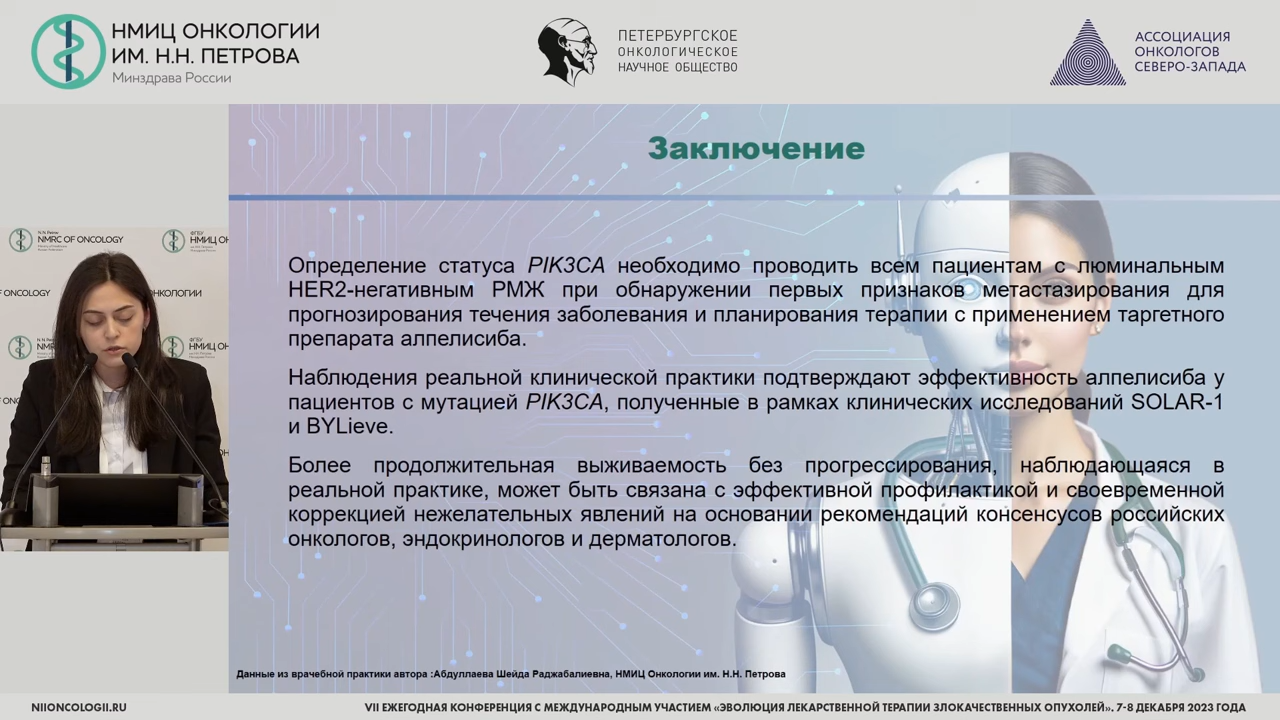 НМИЦ ОНКОЛОГИИ
ИМ. Н.Н. ПЕТРОВА
Минздрава России
ПЕТЕРБУРГСКОЕ
ОНКОЛОГИЧЕСКОЕ
НАУЧНОЕ ОБЩЕСТВО
АССОЦИАЦИЯ
ОНКОЛОГОВ
СЕВЕРО-ЗАПАДА
NMRC OF ONCOLOGY
Заключение
Определение статуса PIK3CA необходимо проводить всем пациентам с люминальным
HER2-негативным РМЖ при обнаружении первых признаков метастазирования для
прогнозирования течения заболевания и планирования терапии с применением таргетного
препарата алпелисиба.
Наблюдения реальной клинической практики подтверждают эффективность алпелисиба у
пациентов с мутацией PIK3CA, полученные в рамках клинических исследований SOLAR-1
и BYLieve.
Более продолжительная выживаемость без прогрессирования, наблюдающаяся в
реальной практике, может быть связана с эффективной профилактикой и своевременной
коррекцией нежелательных явлений на основании рекомендаций консенсусов российских
онкологов, эндокринологов и дерматологов.
Данные из врачебной практики автора :Абдуллаева Шейда Раджабалиевна, НМИЦ Онкологии им. Н.Н. Петрова
NIIONCOLOGII.RU
VII ЕЖЕГОДНАЯ КОНФЕРЕНЦИЯ С МЕЖДУНАРОДНЫМ УЧАСТИЕМ «ЭВОЛЮЦИЯ ЛЕКАРСТВЕННОЙ ТЕРАПИИ ЗЛОКАЧЕСТВЕННЫХ ОПУХОЛЕЙ». 7-8 ДЕКАБРЯ 2023 ГОДА